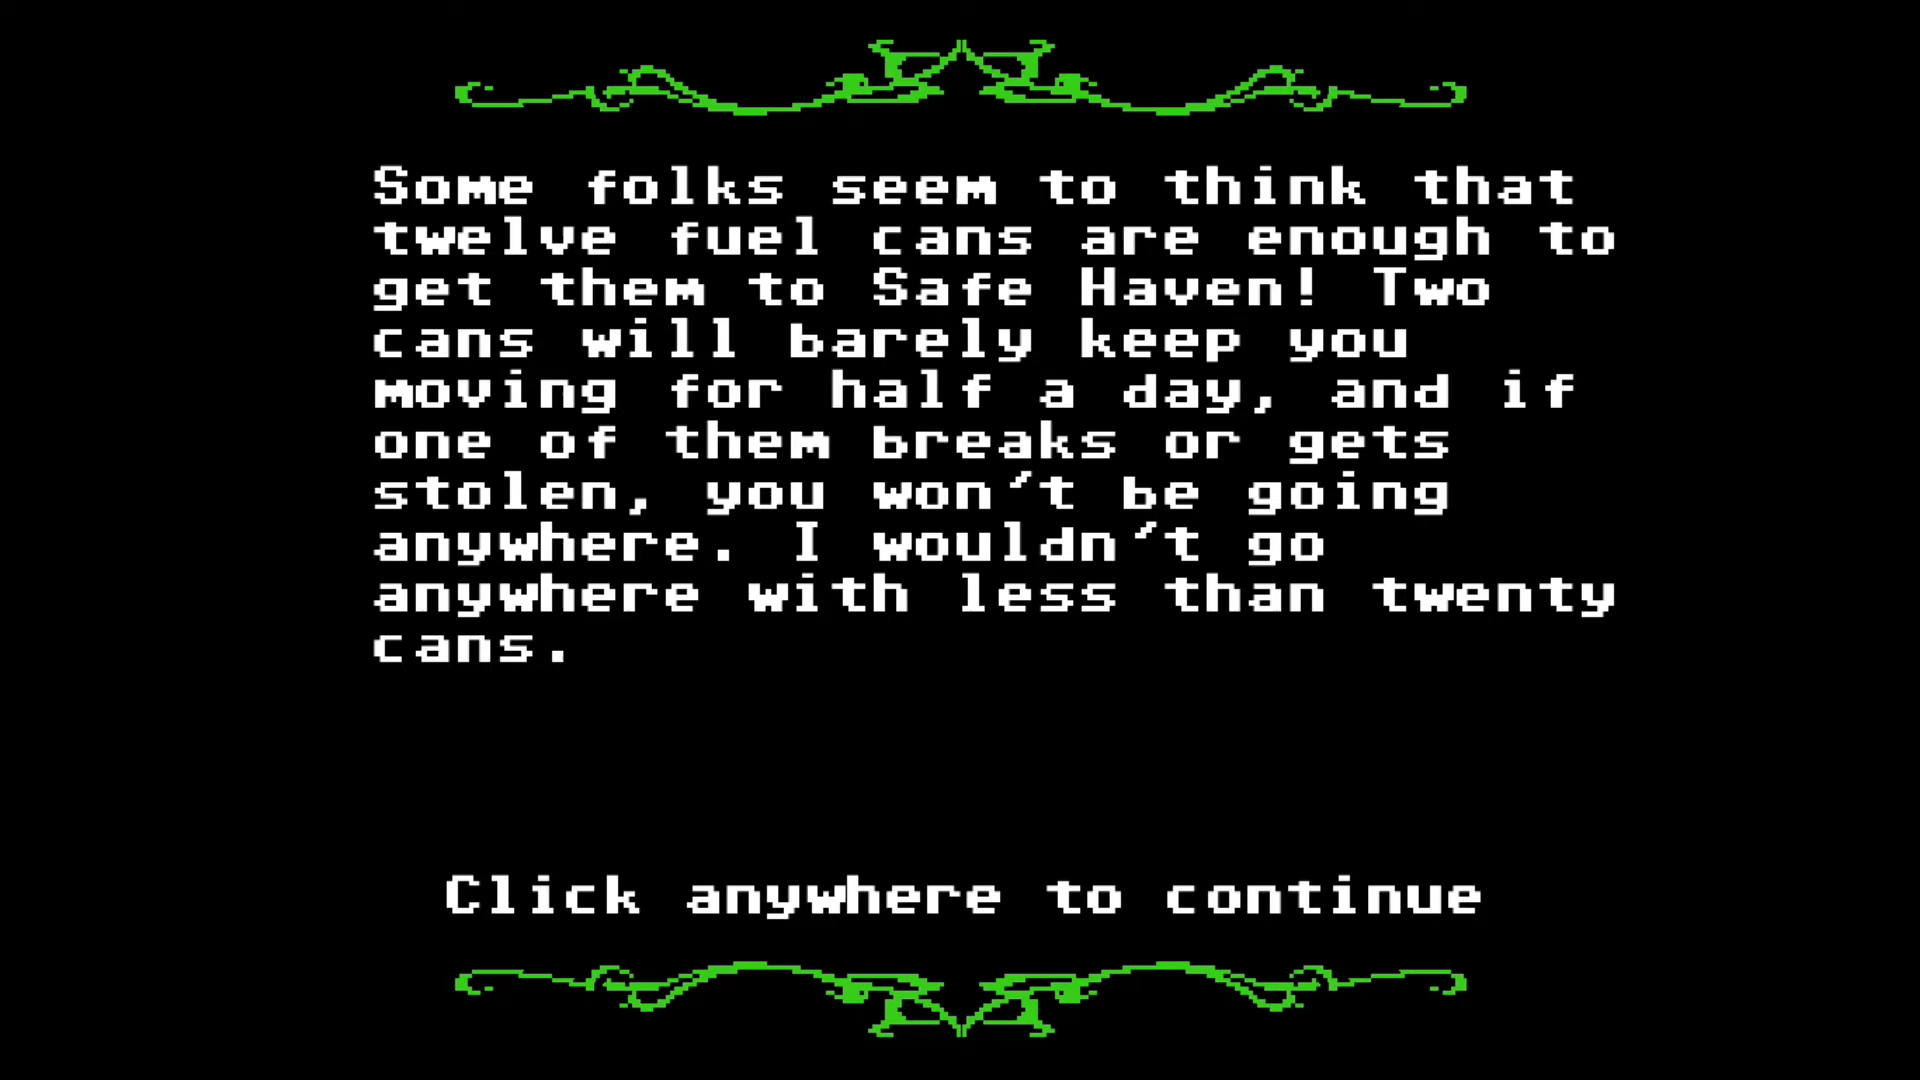 Some folks seem to think that
twelve fuel cans are enough to
get them to Safe Haven! Two
cans will barely keep you
moving for half a day, and if
one of them breaks or gets
stolen, you won't be going
anywhere. I wouldn't go
anywhere with less than twenty
cans.
Click anywhere to continue